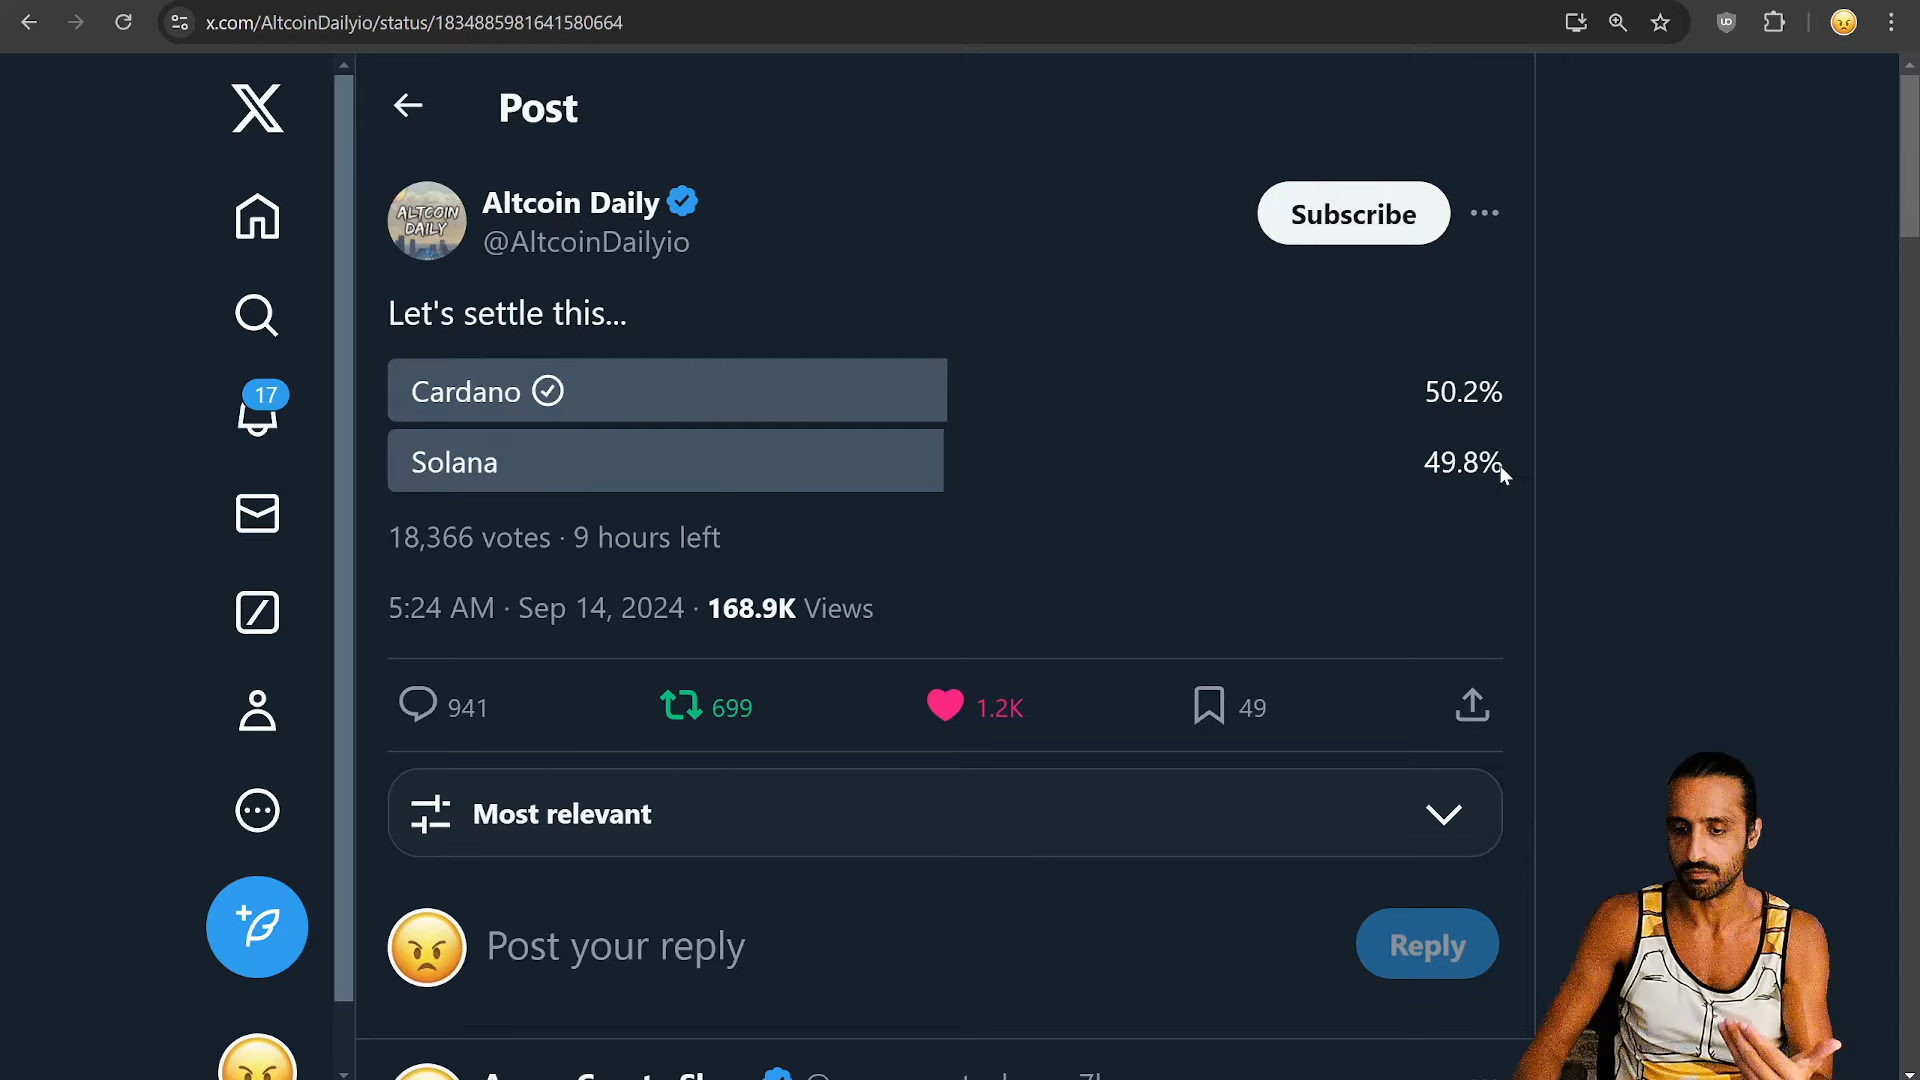 x.com/AltcoinDailyio/status/1834885981641580664
Post
ALTCOIN
DAILY
Altcoin Daily
@AltcoinDailyio
Subscribe
Let's settle this...
Cardano 50.2%
Solana 49.8%
18,366 votes · 9 hours left
5:24 AM · Sep 14, 2024 · 168.9K Views
941 699 1.2K 49
17
Most relevant
Post your reply
Reply